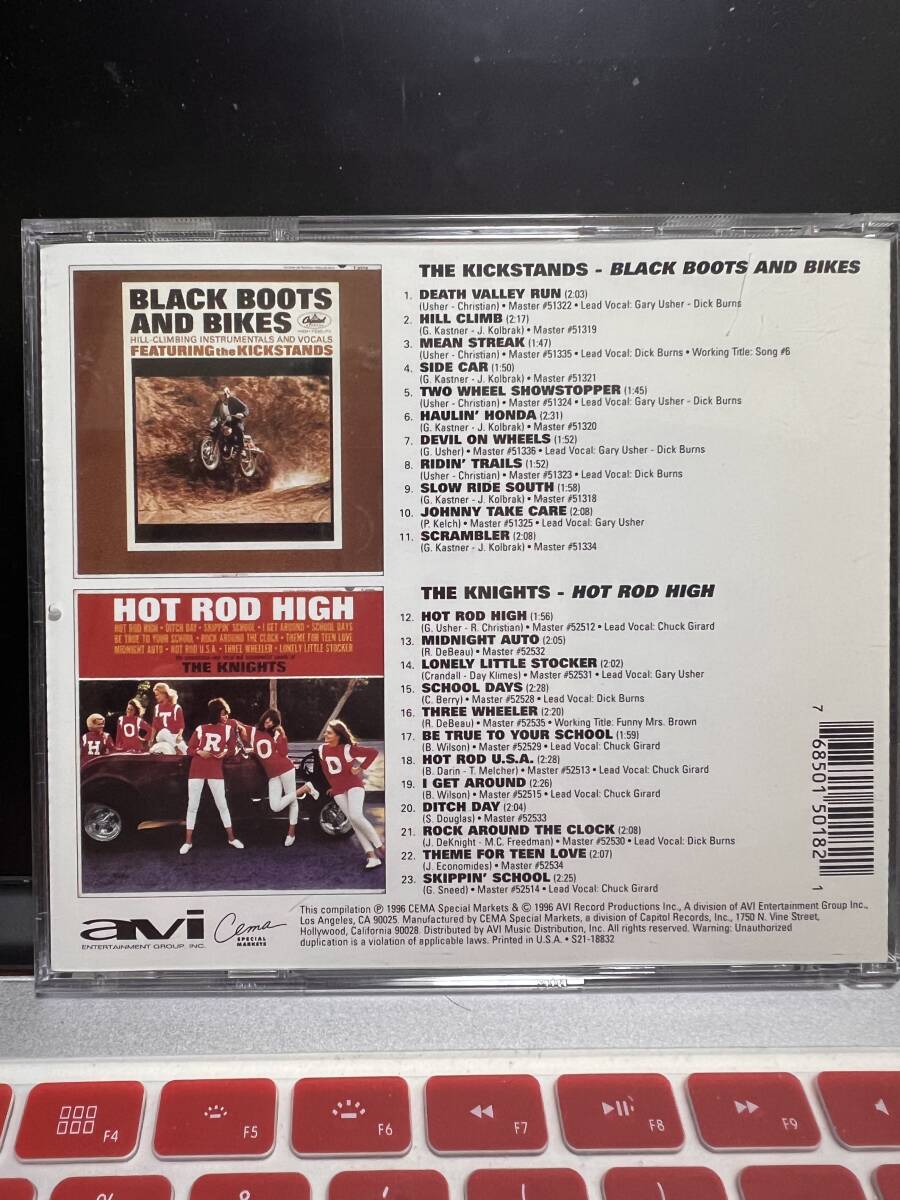 BLACK BOOTS
AND BIKES
Capitol
HILL-CLIMBING INSTRUMENTALS AND VOCALS
FEATURING the KICKSTANDS
THE KICKSTANDS - BLACK BOOTS AND BIKES
1. DEATH VALLEY RUN (2:03)
(Usher - Christian) • Master #51322 • Lead Vocal: Gary Usher - Dick Burns
2. HILL CLIMB (2:17)
(G. Kastner - J. Kolbrak) • Master #51319
3. MEAN STREAK (1:47)
(Usher - Christian) • Master #51335 • Lead Vocal: Dick Burns • Working Title: Song #6
4. SIDE CAR (1:50)
(G. Kastner - J. Kolbrak) • Master #51321
5. TWO WHEEL SHOWSTOPPER (1:45)
(Usher - Christian) • Master #51324 • Lead Vocal: Gary Usher - Dick Burns
6. HAULIN' HONDA (2:31)
(G. Kastner - J. Kolbrak) • Master #51320
7. DEVIL ON WHEELS (1:52)
(G. Usher) • Master #51336 • Lead Vocal: Gary Usher - Dick Burns
8. RIDIN' TRAILS (1:52)
(Usher - Christian) • Master #51323 • Lead Vocal: Dick Burns
9. SLOW RIDE SOUTH (1:58)
(G. Kastner - J. Kolbrak) • Master #51318
10. JOHNNY TAKE CARE (2:08)
(P. Kelch) • Master #51325 • Lead Vocal: Gary Usher
11. SCRAMBLER (2:08)
(G. Kastner - J. Kolbrak) • Master #51334
HOT ROD HIGH
HOT ROD HIGH • DITCH DAY • SKIPPIN' SCHOOL • I GET AROUND • SCHOOL DAYS
BE TRUE TO YOUR SCHOOL • ROCK AROUND THE CLOCK • THEME FOR TEEN LOVE
MIDNIGHT AUTO • HOT ROD U.S.A. • THREE WHEELER • LONELY LITTLE STOCKER
THE KNIGHTS
H O T R O D
THE KNIGHTS - HOT ROD HIGH
12. HOT ROD HIGH (1:56)
(G. Usher - R. Christian) • Master #52512 • Lead Vocal: Chuck Girard
13. MIDNIGHT AUTO (2:05)
(R. DeBeau) • Master #52532
14. LONELY LITTLE STOCKER (2:02)
(Crandall - Day Klimes) • Master #52531 • Lead Vocal: Gary Usher
15. SCHOOL DAYS (2:28)
(C. Berry) • Master #52528 • Lead Vocal: Dick Burns
16. THREE WHEELER (2:20)
(R. DeBeau) • Master #52535 • Working Title: Funny Mrs. Brown
17. BE TRUE TO YOUR SCHOOL (1:59)
(B. Wilson) • Master #52529 • Lead Vocal: Chuck Girard
18. HOT ROD U.S.A. (2:28)
(B. Darin - T. Melcher) • Master #52513 • Lead Vocal: Chuck Girard
19. I GET AROUND (2:26)
(B. Wilson) • Master #52515 • Lead Vocal: Chuck Girard
20. DITCH DAY (2:04)
(S. Douglas) • Master #52533
21. ROCK AROUND THE CLOCK (2:08)
(J. DeKnight - M.C. Freedman) • Master #52530 • Lead Vocal: Dick Burns
22. THEME FOR TEEN LOVE (2:07)
(J. Economides) • Master #52534
23. SKIPPIN' SCHOOL (2:25)
(G. Sneed) • Master #52514 • Lead Vocal: Chuck Girard
7 68501 50182 1
avi
ENTERTAINMENT GROUP, INC.
Cema
SPECIAL
MARKETS
This compilation ℗ 1996 CEMA Special Markets & © 1996 AVI Record Productions Inc., A division of AVI Entertainment Group Inc.,
Los Angeles, CA 90025. Manufactured by CEMA Special Markets, a division of Capitol Records, Inc., 1750 N. Vine Street,
Hollywood, California 90028. Distributed by AVI Music Distribution, Inc. All rights reserved. Warning: Unauthorized
duplication is a violation of applicable laws. Printed in U.S.A. • S21-18832
F4
F5
F6
F7
F8
F9